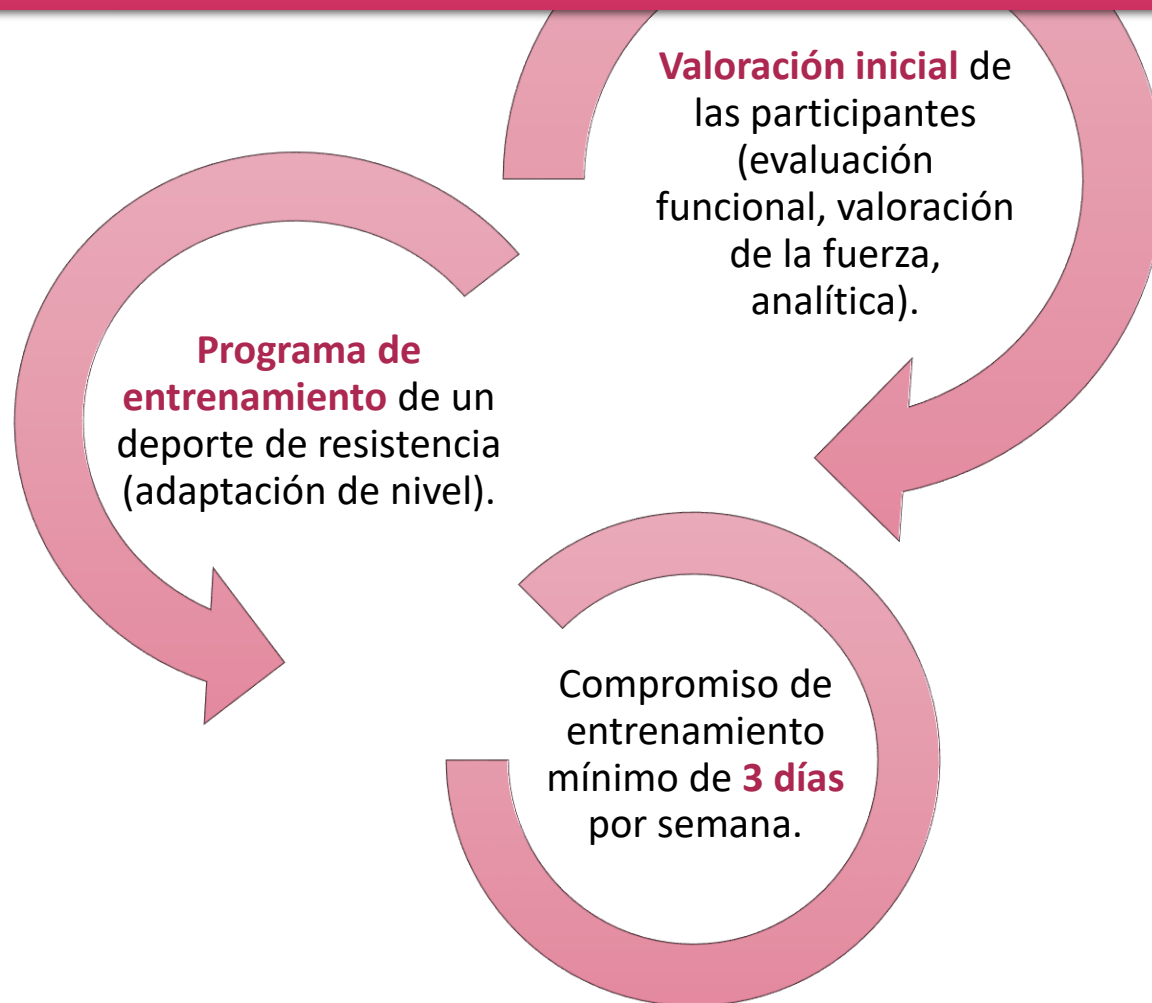 Valoración inicial de
las participantes
(evaluación
funcional, valoración
de la fuerza,
analítica).
Programa de
entrenamiento de un
deporte de resistencia
(adaptación de nivel).
Compromiso de
entrenamiento
mínimo de 3 días
por semana.